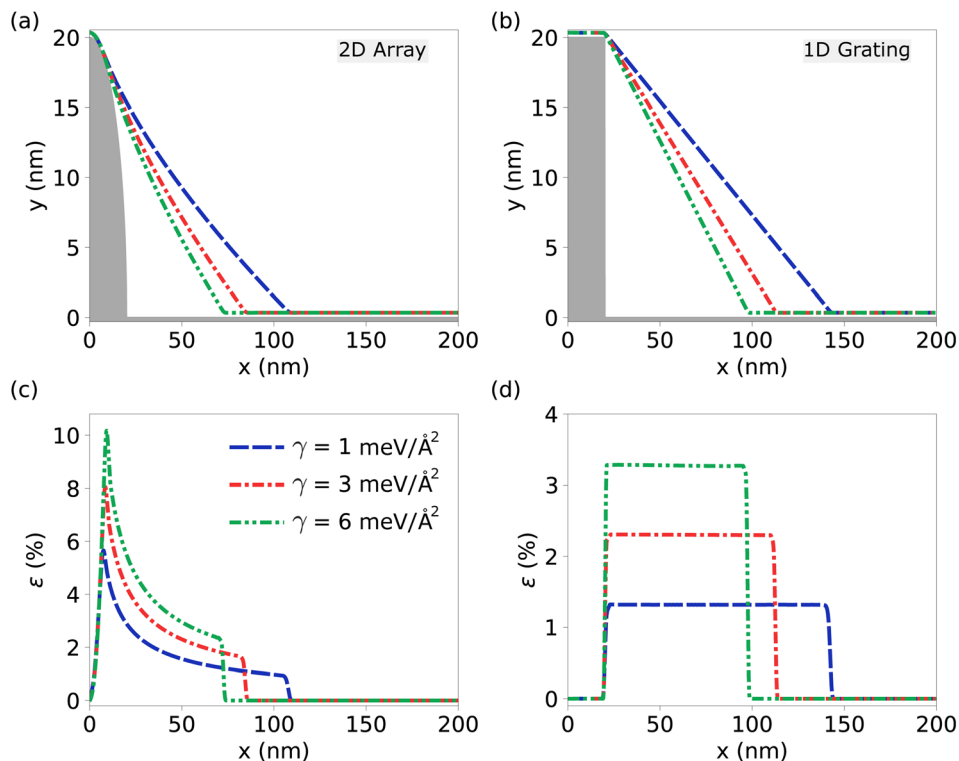 (a)
2D Array
20
15
10
5
0
y (nm)
0 50 100 150 200
x (nm)
(b)
1D Grating
20
15
10
5
0
y (nm)
0 50 100 150 200
x (nm)
(c)
10
8
6
4
2
0
ε (%)
γ = 1 meV/Å²
γ = 3 meV/Å²
γ = 6 meV/Å²
0 50 100 150 200
x (nm)
(d)
4
3
2
1
0
ε (%)
0 50 100 150 200
x (nm)